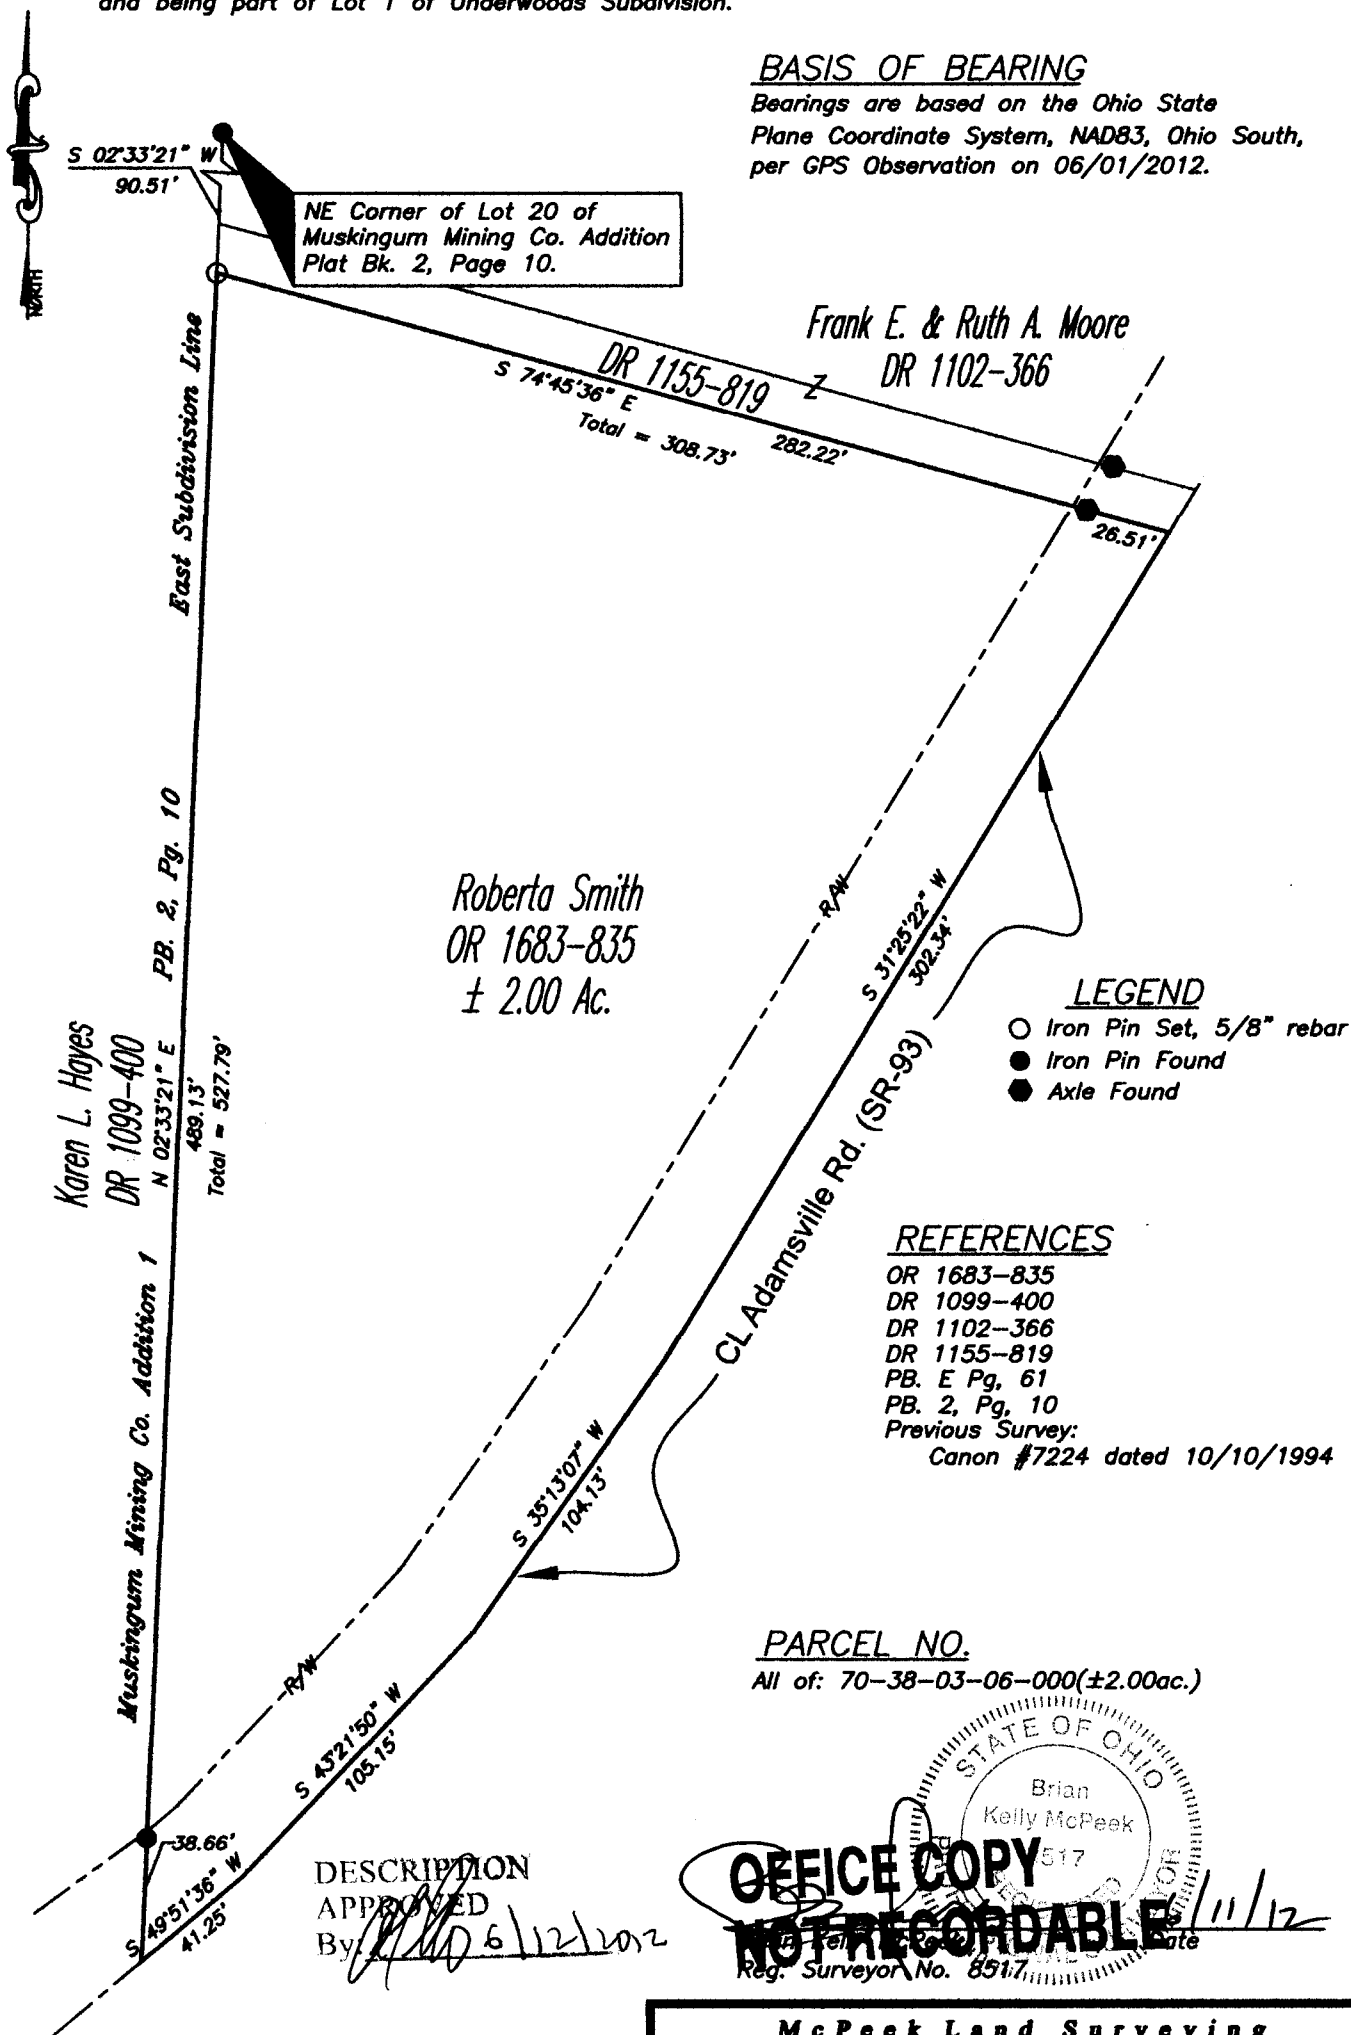 and being part of Lot 1 of Underwoods Subdivision.
BASIS OF BEARING
Bearings are based on the Ohio State
Plane Coordinate System, NAD83, Ohio South,
per GPS Observation on 06/01/2012.
NORTH
S 02°33'21" W
90.51'
NE Corner of Lot 20 of
Muskingum Mining Co. Addition
Plat Bk. 2, Page 10.
Frank E. & Ruth A. Moore
DR 1102-366
DR 1155-819
Z
S 74°45'36" E
Total = 308.73'
282.22'
26.51'
East Subdivision Line
PB. 2, Pg. 10
Muskingum Mining Co. Addition 1
Karen L. Hayes
DR 1099-400
N 02°33'21" E
489.13'
Total = 527.79'
Roberta Smith
OR 1683-835
± 2.00 Ac.
R/W
S 31°25'22" W
302.34'
CL Adamsville Rd. (SR-93)
LEGEND
Iron Pin Set, 5/8" rebar
Iron Pin Found
Axle Found
REFERENCES
OR 1683-835
DR 1099-400
DR 1102-366
DR 1155-819
PB. E Pg, 61
PB. 2, Pg, 10
Previous Survey:
Canon #7224 dated 10/10/1994
S 35°13'07" W
104.13'
R/W
S 43°21'50" W
105.15'
38.66'
S 49°51'36" W
41.25'
PARCEL NO.
All of: 70-38-03-06-000(±2.00ac.)
STATE OF OHIO
Brian
Kelly McPeek
8517
DESCRIPTION
APPROVED
By: 6/12/2012
OFFICE COPY
NOT RECORDABLE
6/11/12
Date
Reg. Surveyor No. 8517
McPeek Land Surveying